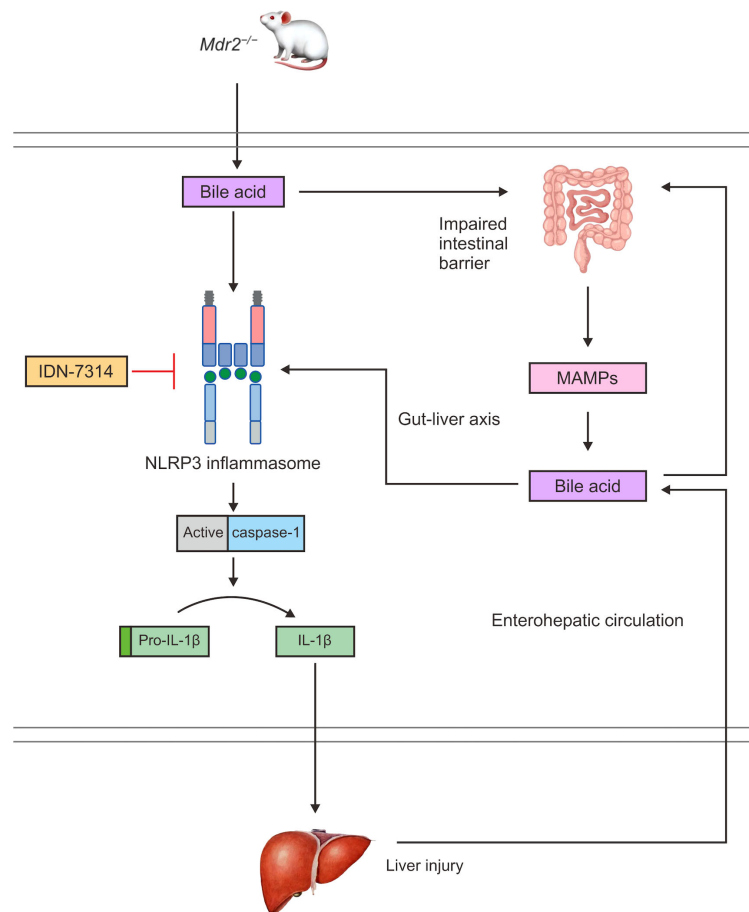 Mdr2⁻/⁻
Bile acid
Impaired
intestinal
barrier
IDN-7314
MAMPs
Gut-liver axis
NLRP3 inflammasome
Bile acid
Active caspase-1
Enterohepatic circulation
Pro-IL-1β
IL-1β
Liver injury